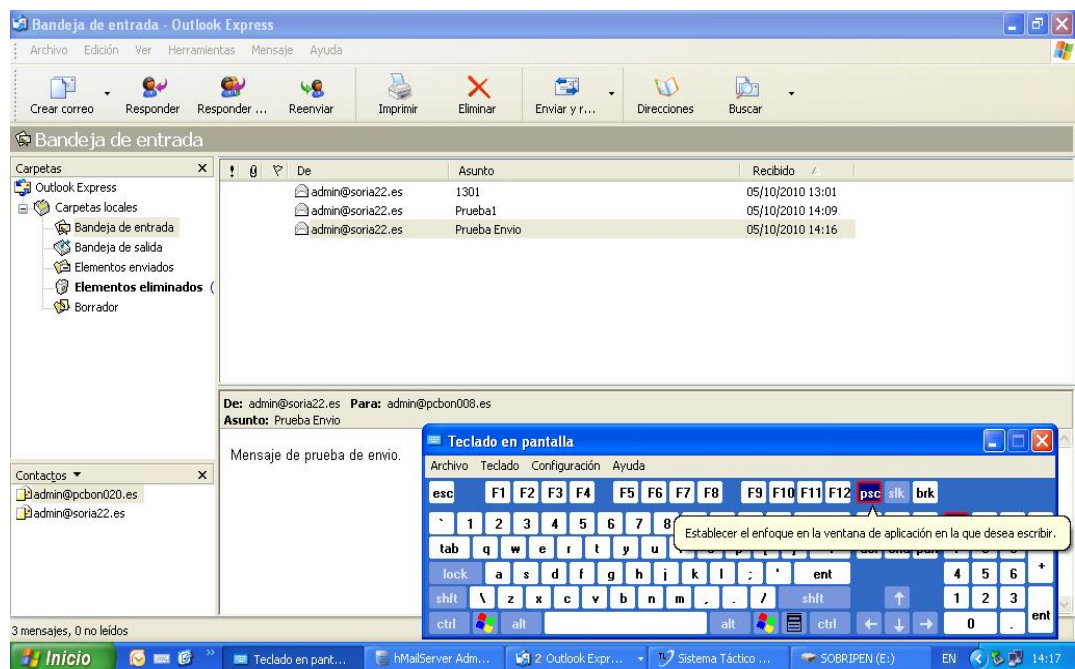 Bandeja de entrada - Outlook Express
Archivo Edición Ver Herramientas Mensaje Ayuda
Crear correo Responder Responder ... Reenviar Imprimir Eliminar Enviar y r... Direcciones Buscar
Bandeja de entrada
Carpetas
Outlook Express
Carpetas locales
Bandeja de entrada
Bandeja de salida
Elementos enviados
Elementos eliminados (
Borrador
! De Asunto Recibido
admin@soria22.es 1301 05/10/2010 13:01
admin@soria22.es Prueba1 05/10/2010 14:09
admin@soria22.es Prueba Envio 05/10/2010 14:16
De: admin@soria22.es Para: admin@pcbon008.es
Asunto: Prueba Envio
Mensaje de prueba de envio.
Contactos
admin@pcbon020.es
admin@soria22.es
3 mensajes, 0 no leídos
Teclado en pantalla
Archivo Teclado Configuración Ayuda
esc F1 F2 F3 F4 F5 F6 F7 F8 F9 F10 F11 F12 psc slk brk
` 1 2 3 4 5 6 7 8
Establecer el enfoque en la ventana de aplicación en la que desea escribir.
tab q w e r t y u
lock a s d f g h j k l ; ' ent 4 5 6 +
shft \ z x c v b n m , . / shft ↑ 1 2 3
ctrl alt alt ctrl ← ↓ → 0 . ent
Inicio Teclado en pant... hMailServer Adm... 2 Outlook Expr... Sistema Táctico ... SOBRIPEN (E:) EN 14:17